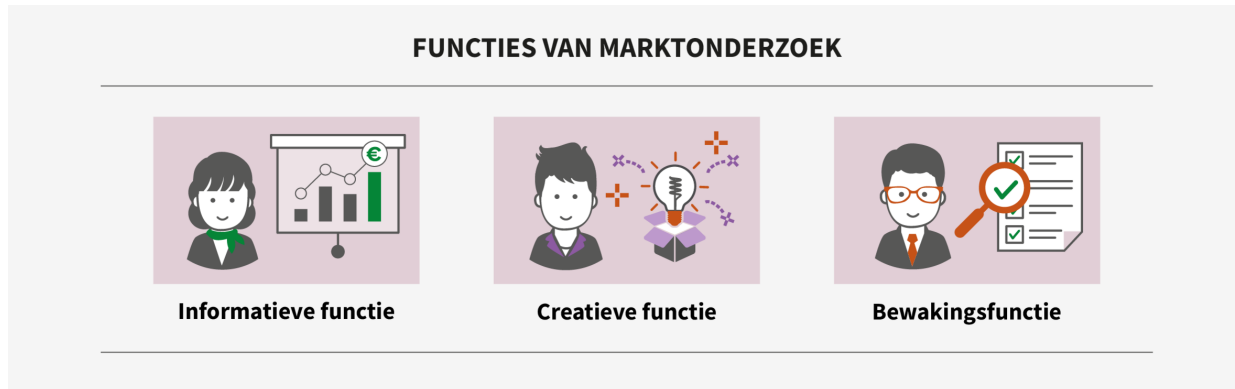 FUNCTIES VAN MARKTONDERZOEK
€
Informatieve functie
Creatieve functie
Bewakingsfunctie